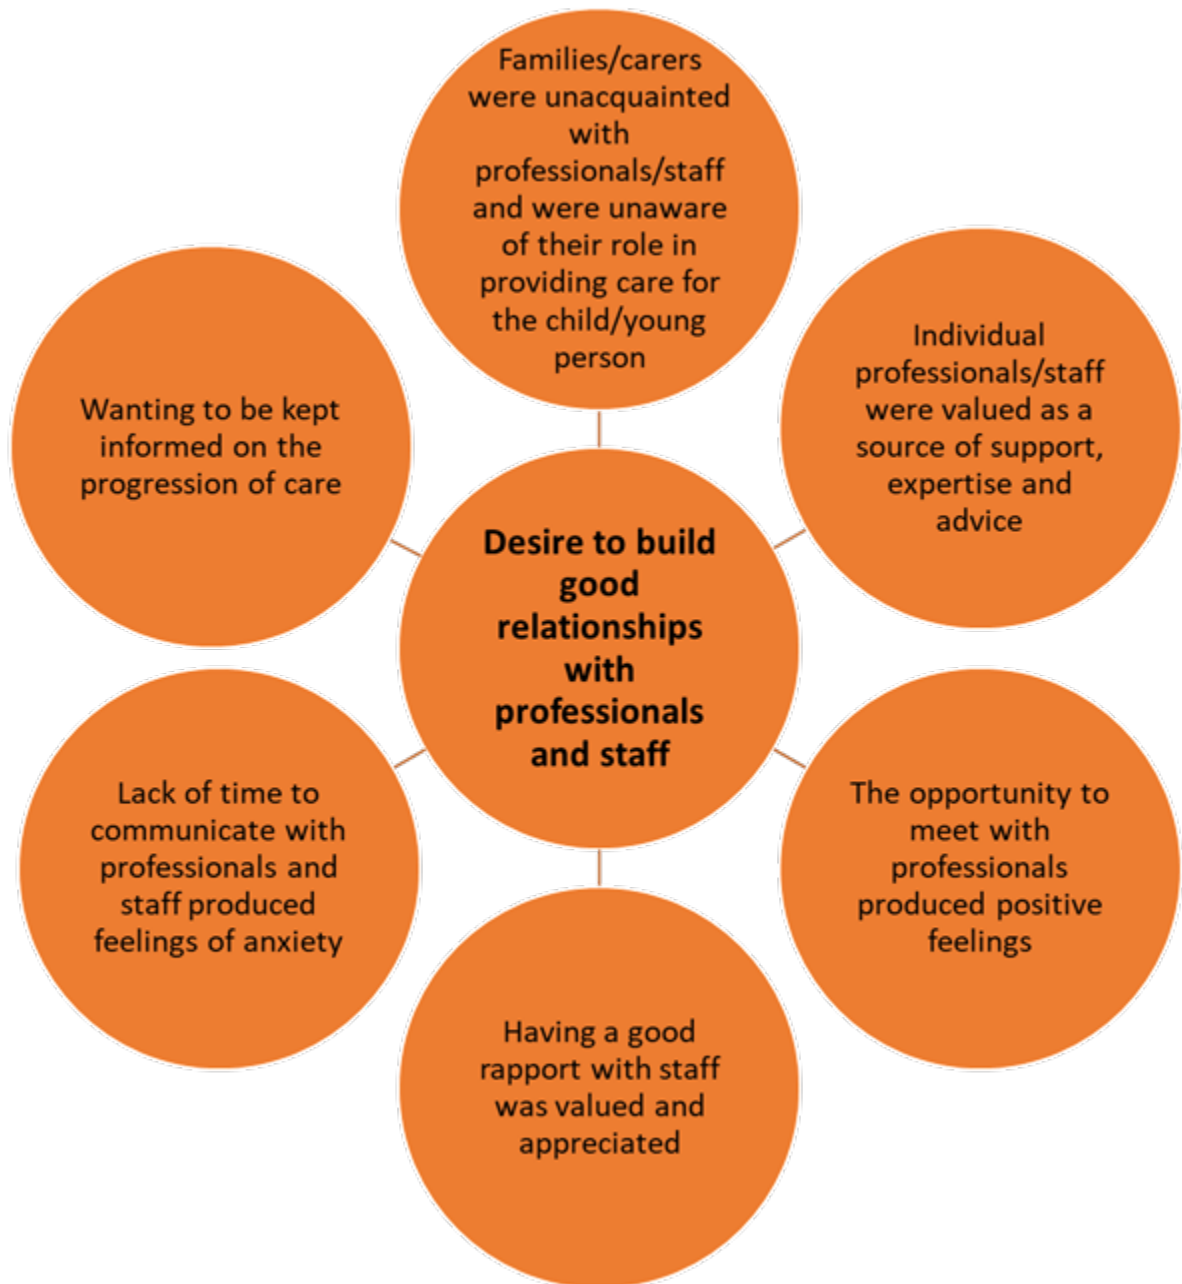 Families/carers
were unacquainted
with
professionals/staff
and were unaware
of their role in
providing care for
the child/young
person
Individual
professionals/staff
were valued as a
source of support,
expertise and
advice
The opportunity to
meet with
professionals
produced positive
feelings
Having a good
rapport with staff
was valued and
appreciated
Lack of time to
communicate with
professionals and
staff produced
feelings of anxiety
Wanting to be kept
informed on the
progression of care
Desire to build
good
relationships
with
professionals
and staff